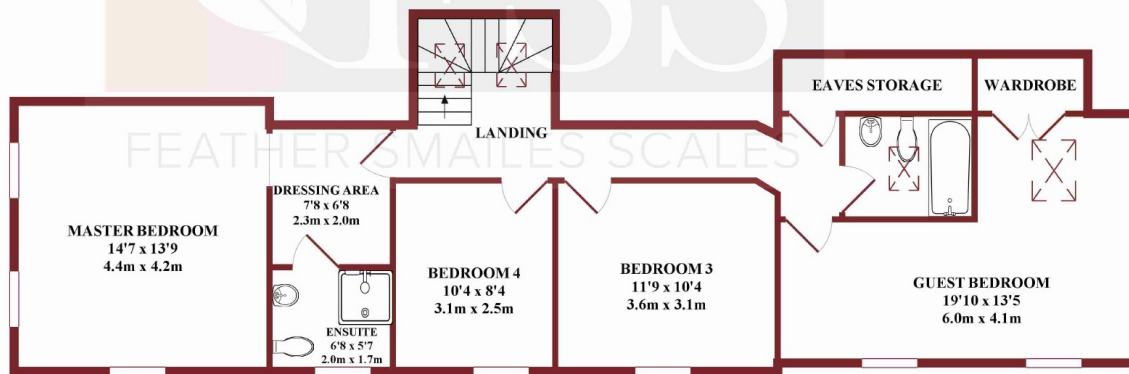 FSS
FEATHER SMAILES SCALES
EAVES STORAGE
WARDROBE
LANDING
DRESSING AREA
7'8 x 6'8
2.3m x 2.0m
MASTER BEDROOM
14'7 x 13'9
4.4m x 4.2m
BEDROOM 4
10'4 x 8'4
3.1m x 2.5m
BEDROOM 3
11'9 x 10'4
3.6m x 3.1m
GUEST BEDROOM
19'10 x 13'5
6.0m x 4.1m
ENSUITE
6'8 x 5'7
2.0m x 1.7m